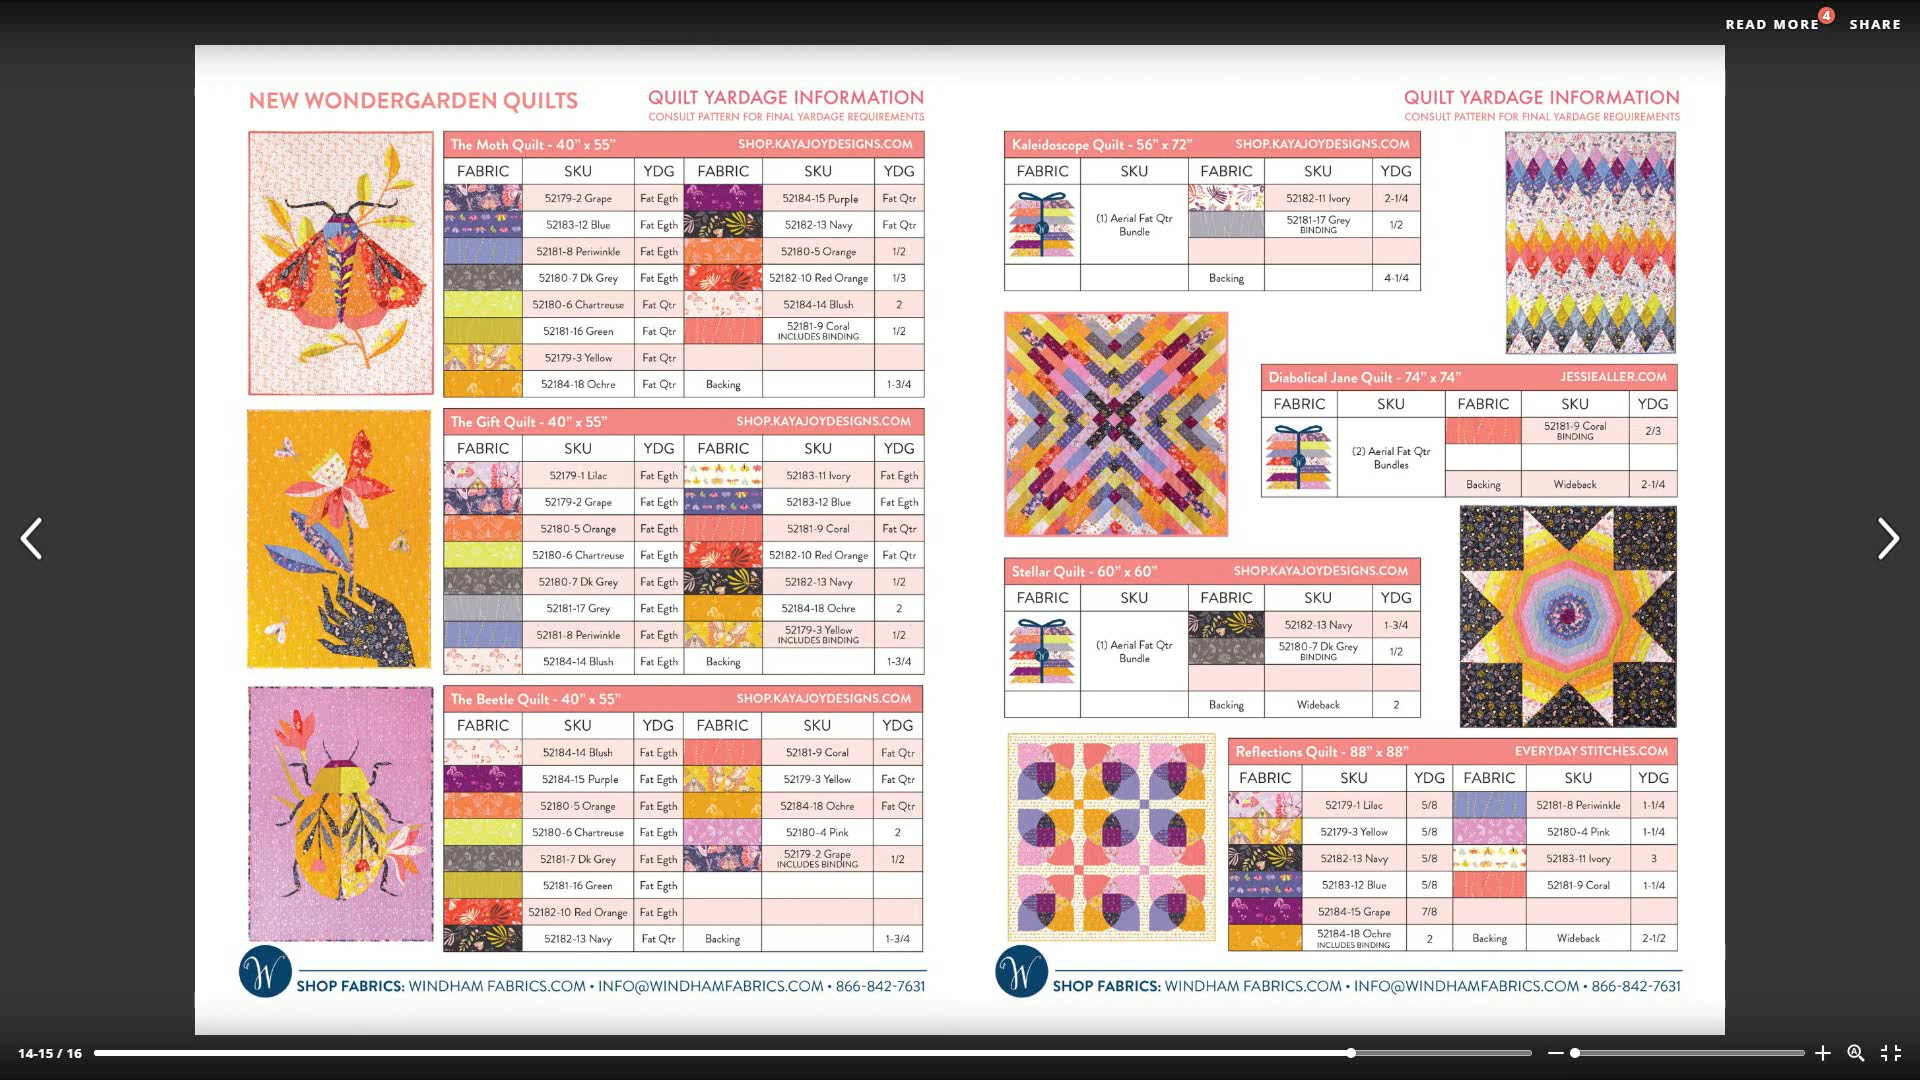 READ MORE 4 SHARE
NEW WONDERGARDEN QUILTS
QUILT YARDAGE INFORMATION
CONSULT PATTERN FOR FINAL YARDAGE REQUIREMENTS
The Moth Quilt - 40" x 55" SHOP.KAYAJOYDESIGNS.COM
FABRIC SKU YDG FABRIC SKU YDG
52179-2 Grape Fat Egth 52184-15 Purple Fat Qtr
52183-12 Blue Fat Egth 52182-13 Navy Fat Qtr
52181-8 Periwinkle Fat Egth 52180-5 Orange 1/2
52180-7 Dk Grey Fat Egth 52182-10 Red Orange 1/3
52180-6 Chartreuse Fat Qtr 52184-14 Blush 2
52181-16 Green Fat Qtr 52181-9 Coral INCLUDES BINDING 1/2
52179-3 Yellow Fat Qtr
52184-18 Ochre Fat Qtr Backing 1-3/4
The Gift Quilt - 40" x 55" SHOP.KAYAJOYDESIGNS.COM
FABRIC SKU YDG FABRIC SKU YDG
52179-1 Lilac Fat Egth 52183-11 Ivory Fat Egth
52179-2 Grape Fat Egth 52183-12 Blue Fat Egth
52180-5 Orange Fat Egth 52181-9 Coral Fat Qtr
52180-6 Chartreuse Fat Egth 52182-10 Red Orange Fat Qtr
52180-7 Dk Grey Fat Egth 52182-13 Navy 1/2
52181-17 Grey Fat Egth 52184-18 Ochre 2
52181-8 Periwinkle Fat Egth 52179-3 Yellow INCLUDES BINDING 1/2
52184-14 Blush Fat Egth Backing 1-3/4
The Beetle Quilt - 40" x 55" SHOP.KAYAJOYDESIGNS.COM
FABRIC SKU YDG FABRIC SKU YDG
52184-14 Blush Fat Egth 52181-9 Coral Fat Qtr
52184-15 Purple Fat Egth 52179-3 Yellow Fat Qtr
52180-5 Orange Fat Egth 52184-18 Ochre Fat Qtr
52180-6 Chartreuse Fat Egth 52180-4 Pink 2
52181-7 Dk Grey Fat Egth 52179-2 Grape INCLUDES BINDING 1/2
52181-16 Green Fat Egth
52182-10 Red Orange Fat Egth
52182-13 Navy Fat Qtr Backing 1-3/4
W SHOP FABRICS: WINDHAM FABRICS.COM • INFO@WINDHAMFABRICS.COM • 866-842-7631
QUILT YARDAGE INFORMATION
CONSULT PATTERN FOR FINAL YARDAGE REQUIREMENTS
Kaleidoscope Quilt - 56" x 72" SHOP.KAYAJOYDESIGNS.COM
FABRIC SKU FABRIC SKU YDG
(1) Aerial Fat Qtr Bundle 52182-11 Ivory 2-1/4
52181-17 Grey BINDING 1/2
Backing 4-1/4
Diabolical Jane Quilt - 74" x 74" JESSIEALLER.COM
FABRIC SKU FABRIC SKU YDG
(2) Aerial Fat Qtr Bundles 52181-9 Coral BINDING 2/3
Backing Wideback 2-1/4
Stellar Quilt - 60" x 60" SHOP.KAYAJOYDESIGNS.COM
FABRIC SKU FABRIC SKU YDG
(1) Aerial Fat Qtr Bundle 52182-13 Navy 1-3/4
52180-7 Dk Grey BINDING 1/2
Backing Wideback 2
Reflections Quilt - 88" x 88" EVERYDAY STITCHES.COM
FABRIC SKU YDG FABRIC SKU YDG
52179-1 Lilac 5/8 52181-8 Periwinkle 1-1/4
52179-3 Yellow 5/8 52180-4 Pink 1-1/4
52182-13 Navy 5/8 52183-11 Ivory 3
52183-12 Blue 5/8 52181-9 Coral 1-1/4
52184-15 Grape 7/8
52184-18 Ochre INCLUDES BINDING 2 Backing Wideback 2-1/2
W SHOP FABRICS: WINDHAM FABRICS.COM • INFO@WINDHAMFABRICS.COM • 866-842-7631
14-15 / 16